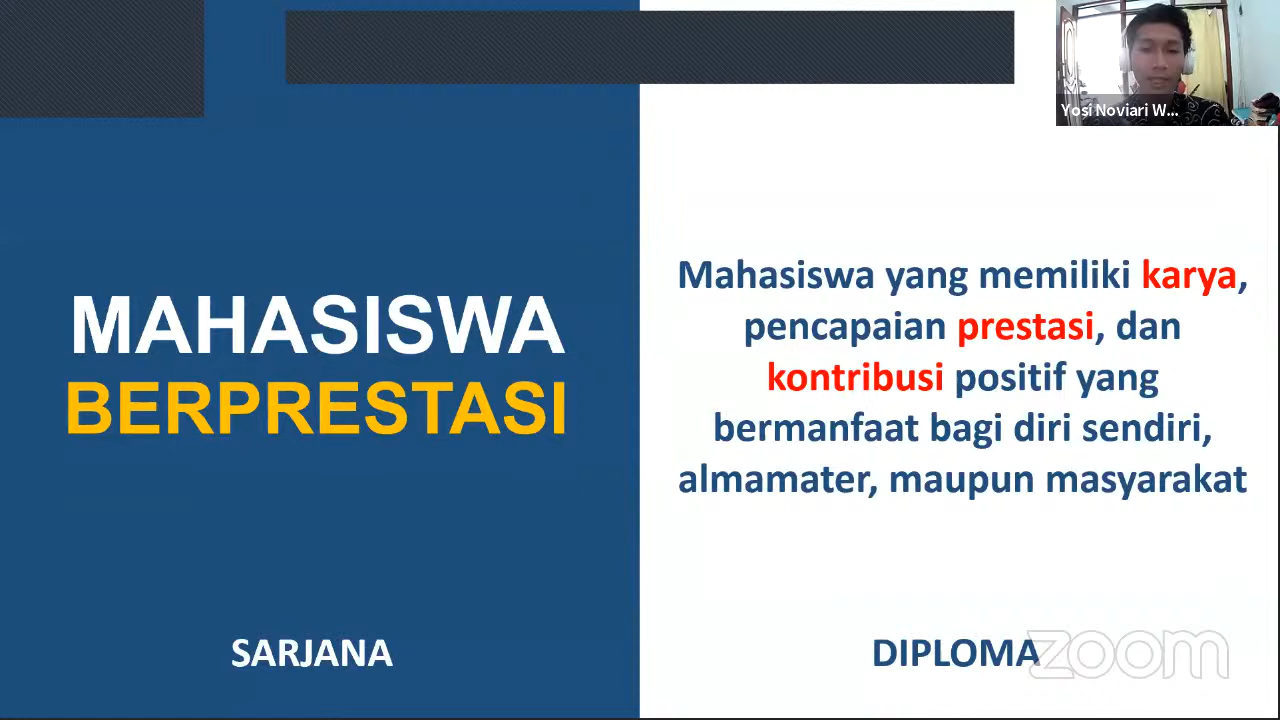 Yosi Noviari W...
MAHASISWA
BERPRESTASI
Mahasiswa yang memiliki karya,
pencapaian prestasi, dan
kontribusi positif yang
bermanfaat bagi diri sendiri,
almamater, maupun masyarakat
SARJANA
DIPLOMA
zoom